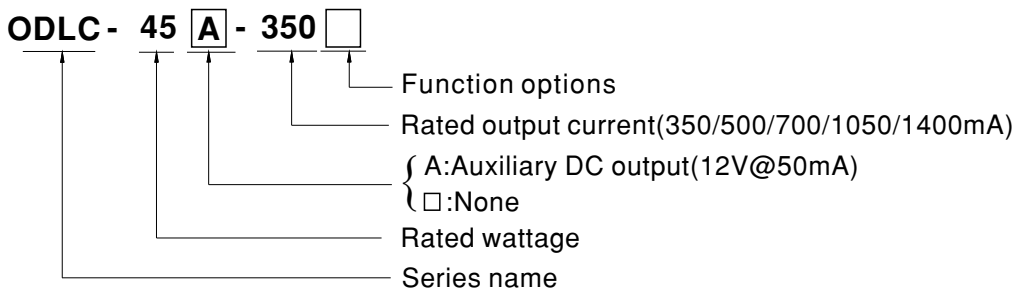 ODLC - 45 A - 350 □
Function options
Rated output current(350/500/700/1050/1400mA)
A:Auxiliary DC output(12V@50mA)
□:None
Rated wattage
Series name